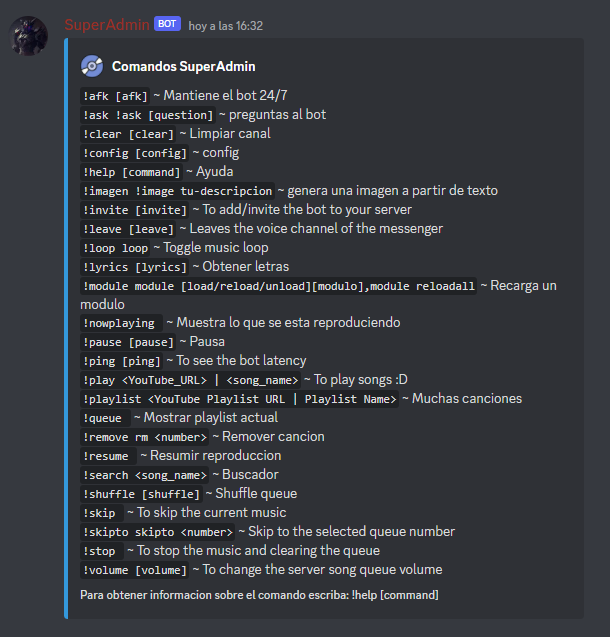 SuperAdmin BOT hoy a las 16:32
Comandos SuperAdmin
!afk [afk] ~ Mantiene el bot 24/7
!ask !ask [question] ~ preguntas al bot
!clear [clear] ~ Limpiar canal
!config [config] ~ config
!help [command] ~ Ayuda
!imagen !image tu-descripcion ~ genera una imagen a partir de texto
!invite [invite] ~ To add/invite the bot to your server
!leave [leave] ~ Leaves the voice channel of the messenger
!loop loop ~ Toggle music loop
!lyrics [lyrics] ~ Obtener letras
!module module [load/reload/unload][modulo],module reloadall ~ Recarga un
modulo
!nowplaying ~ Muestra lo que se esta reproduciendo
!pause [pause] ~ Pausa
!ping [ping] ~ To see the bot latency
!play <YouTube_URL> | <song_name> ~ To play songs :D
!playlist <YouTube Playlist URL | Playlist Name> ~ Muchas canciones
!queue ~ Mostrar playlist actual
!remove rm <number> ~ Remover cancion
!resume ~ Resumir reproduccion
!search <song_name> ~ Buscador
!shuffle [shuffle] ~ Shuffle queue
!skip ~ To skip the current music
!skipto skipto <number> ~ Skip to the selected queue number
!stop ~ To stop the music and clearing the queue
!volume [volume] ~ To change the server song queue volume
Para obtener informacion sobre el comando escriba: !help [command]